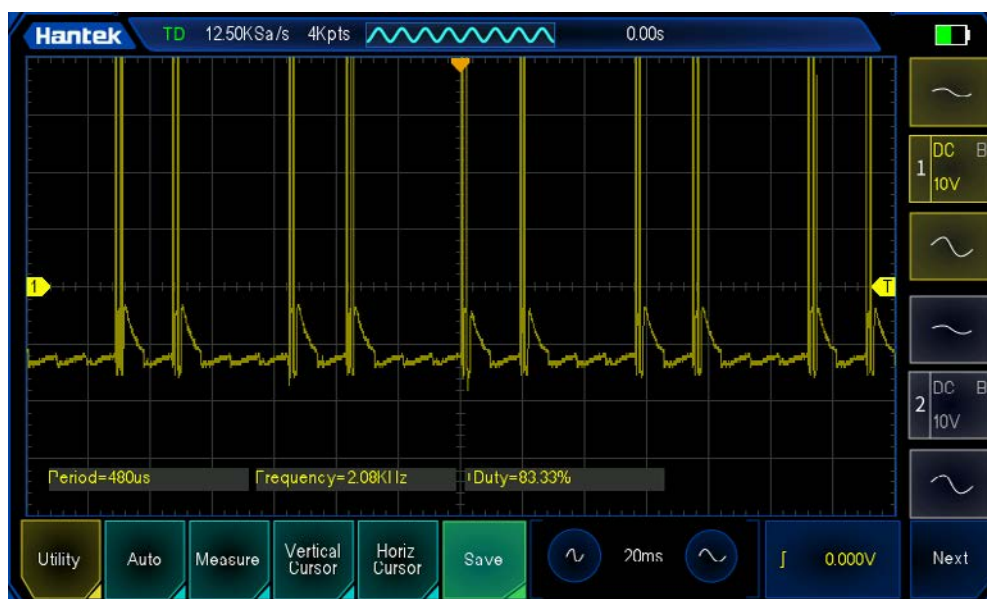 Hantek TD 12.50KSa/s 4Kpts 0.00s
DC B
1
10V
1
T
DC B
2
10V
Period=480us Frequency=2.08KHz Duty=83.33%
Utility Auto Measure Vertical Cursor Horiz Cursor Save 20ms 0.000V Next